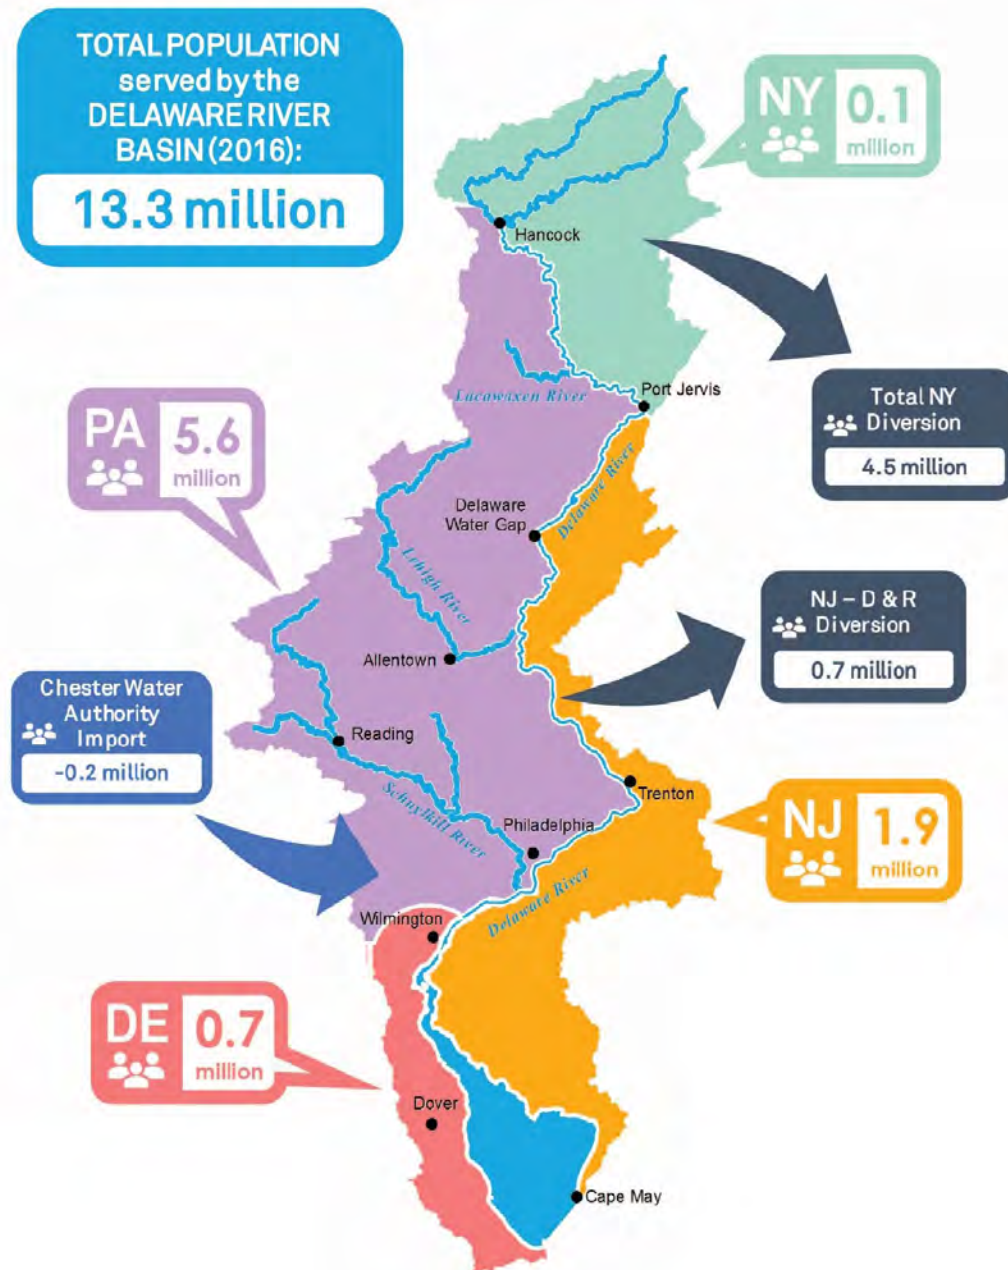 TOTAL POPULATION
served by the
DELAWARE RIVER
BASIN (2016):
13.3 million
NY
0.1
million
Hancock
Total NY
Diversion
4.5 million
Lacawaxen River
Port Jervis
PA
5.6
million
Delaware River
Delaware
Water Gap
Lehigh River
NJ – D & R
Diversion
0.7 million
Allentown
Chester Water
Authority
Import
-0.2 million
Reading
Schuylkill River
Trenton
Philadelphia
NJ
1.9
million
Delaware River
Wilmington
DE
0.7
million
Dover
Cape May